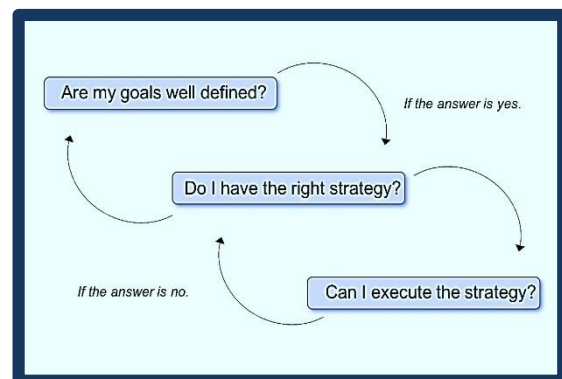 Are my goals well defined?
If the answer is yes.
Do I have the right strategy?
If the answer is no.
Can I execute the strategy?